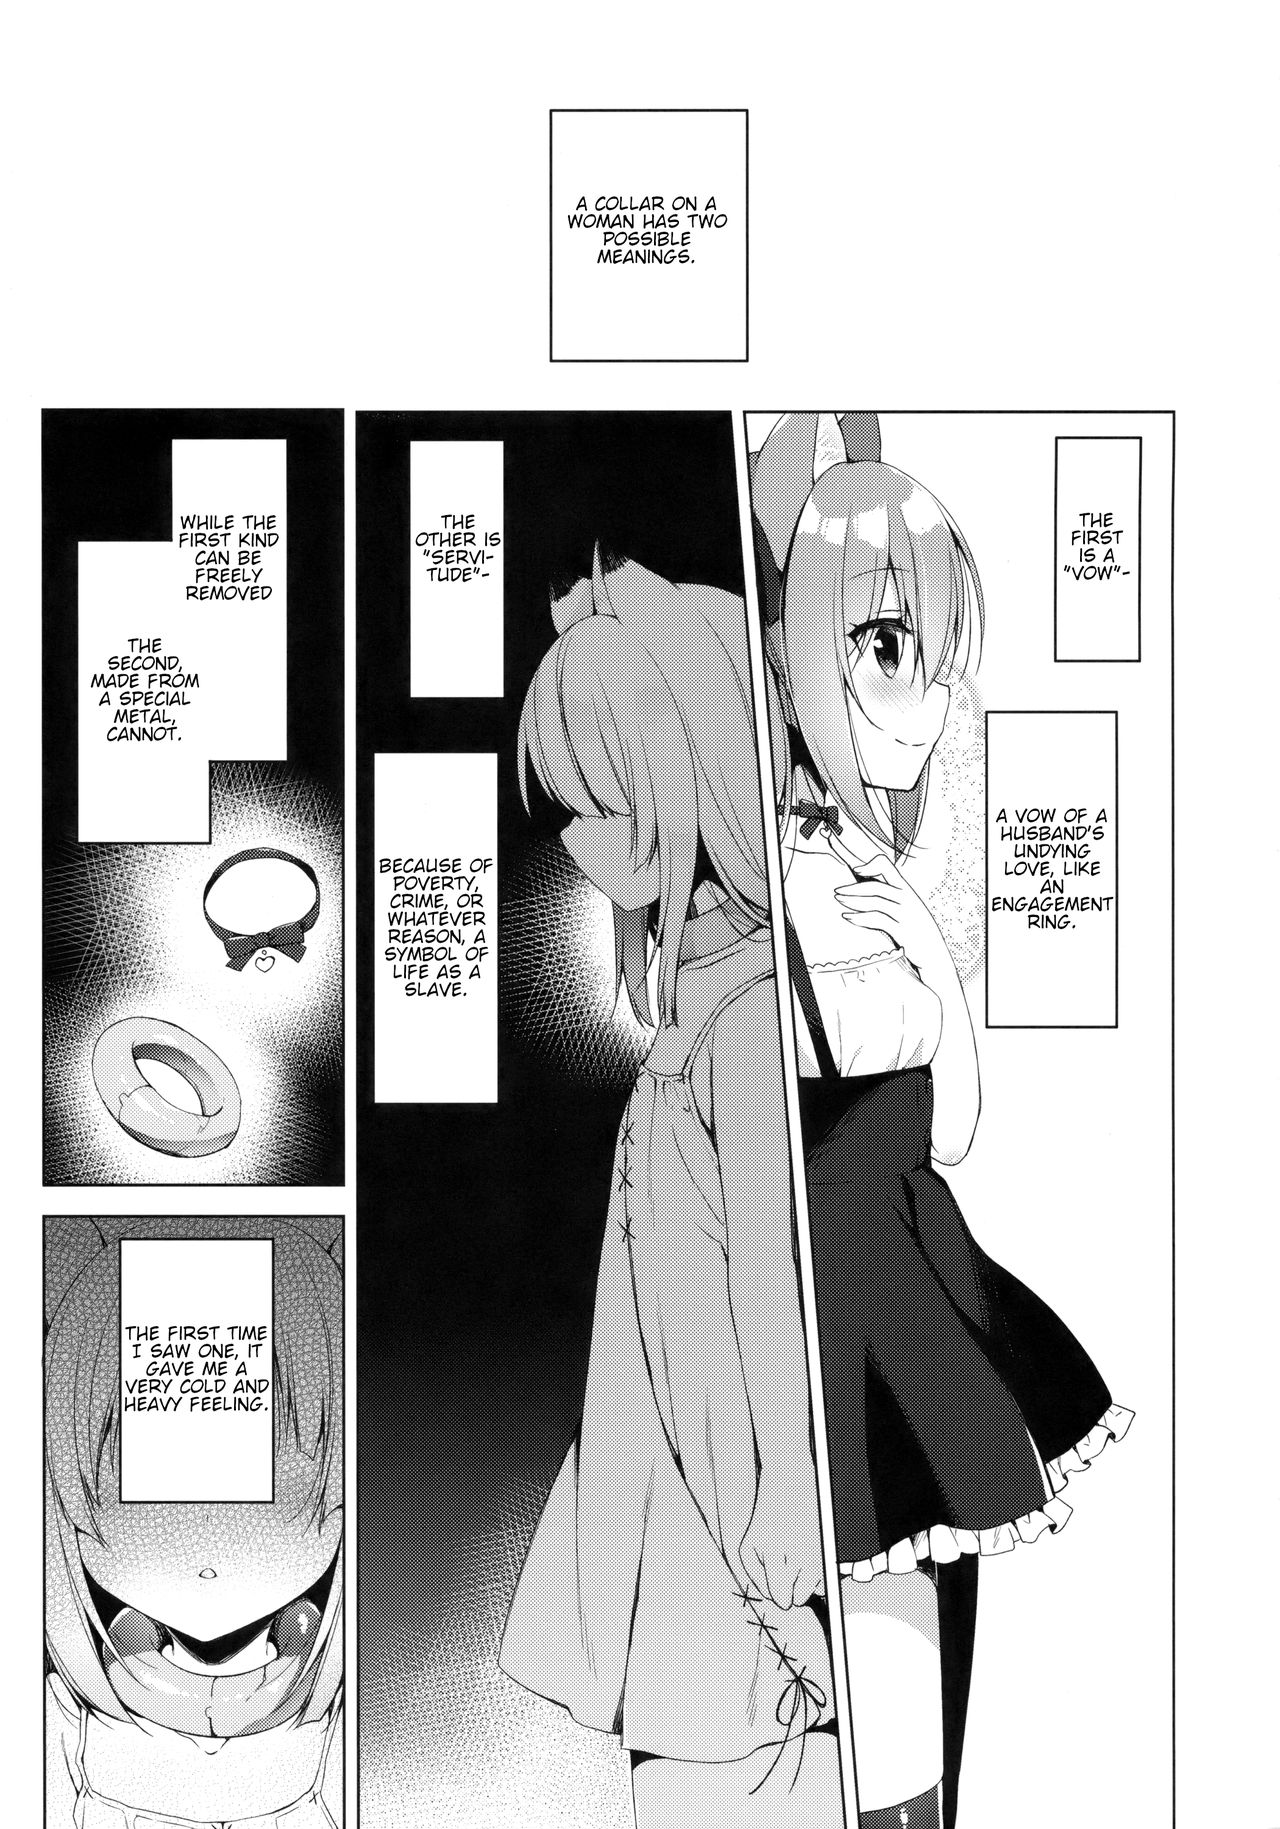 A COLLAR ON A
WOMAN HAS TWO
POSSIBLE
MEANINGS.
THE
FIRST
IS A
"VOW"-
A VOW OF A
HUSBAND'S
UNDYING
LOVE, LIKE
AN
ENGAGEMENT
RING.
THE
OTHER IS
"SERVI-
TUDE"-
BECAUSE OF
POVERTY,
CRIME, OR
WHATEVER
REASON, A
SYMBOL OF
LIFE AS A
SLAVE.
WHILE THE
FIRST KIND
CAN BE
FREELY
REMOVED
THE
SECOND,
MADE FROM
A SPECIAL
METAL,
CANNOT.
THE FIRST TIME
I SAW ONE, IT
GAVE ME A
VERY COLD AND
HEAVY FEELING.